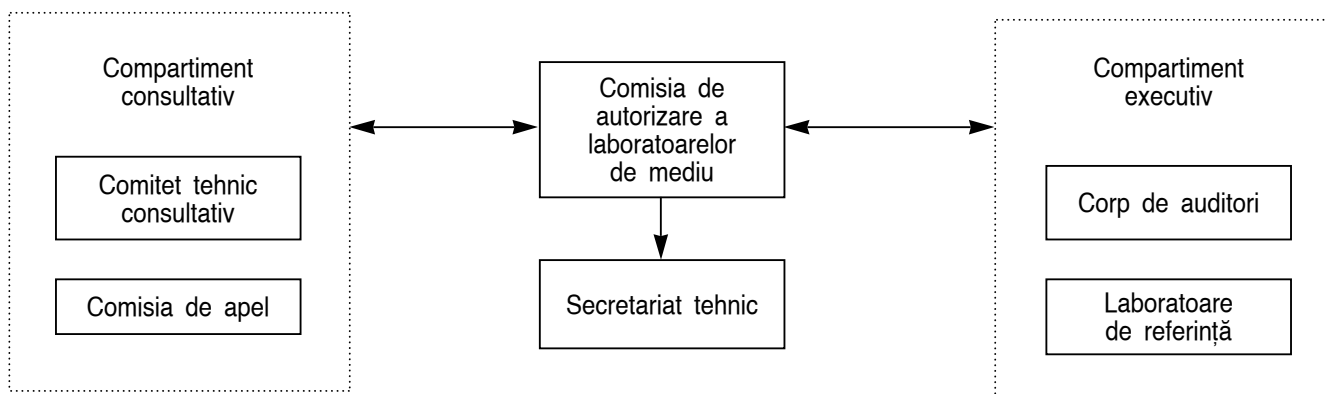 Compartiment
consultativ
Comitet tehnic
consultativ
Comisia de apel
Comisia de
autorizare a
laboratoarelor
de mediu
Secretariat tehnic
Compartiment
executiv
Corp de auditori
Laboratoare
de referință